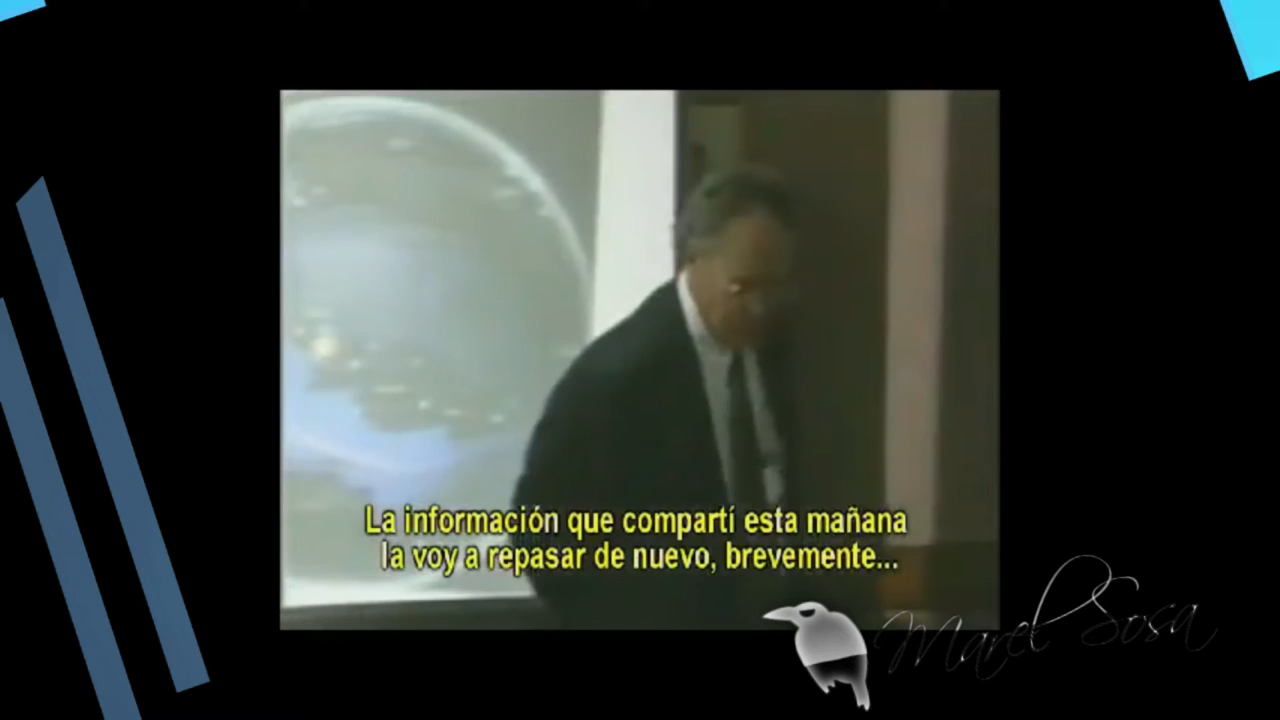 La información que compartí esta mañana
la voy a repasar de nuevo, brevemente...
Marel Sosa